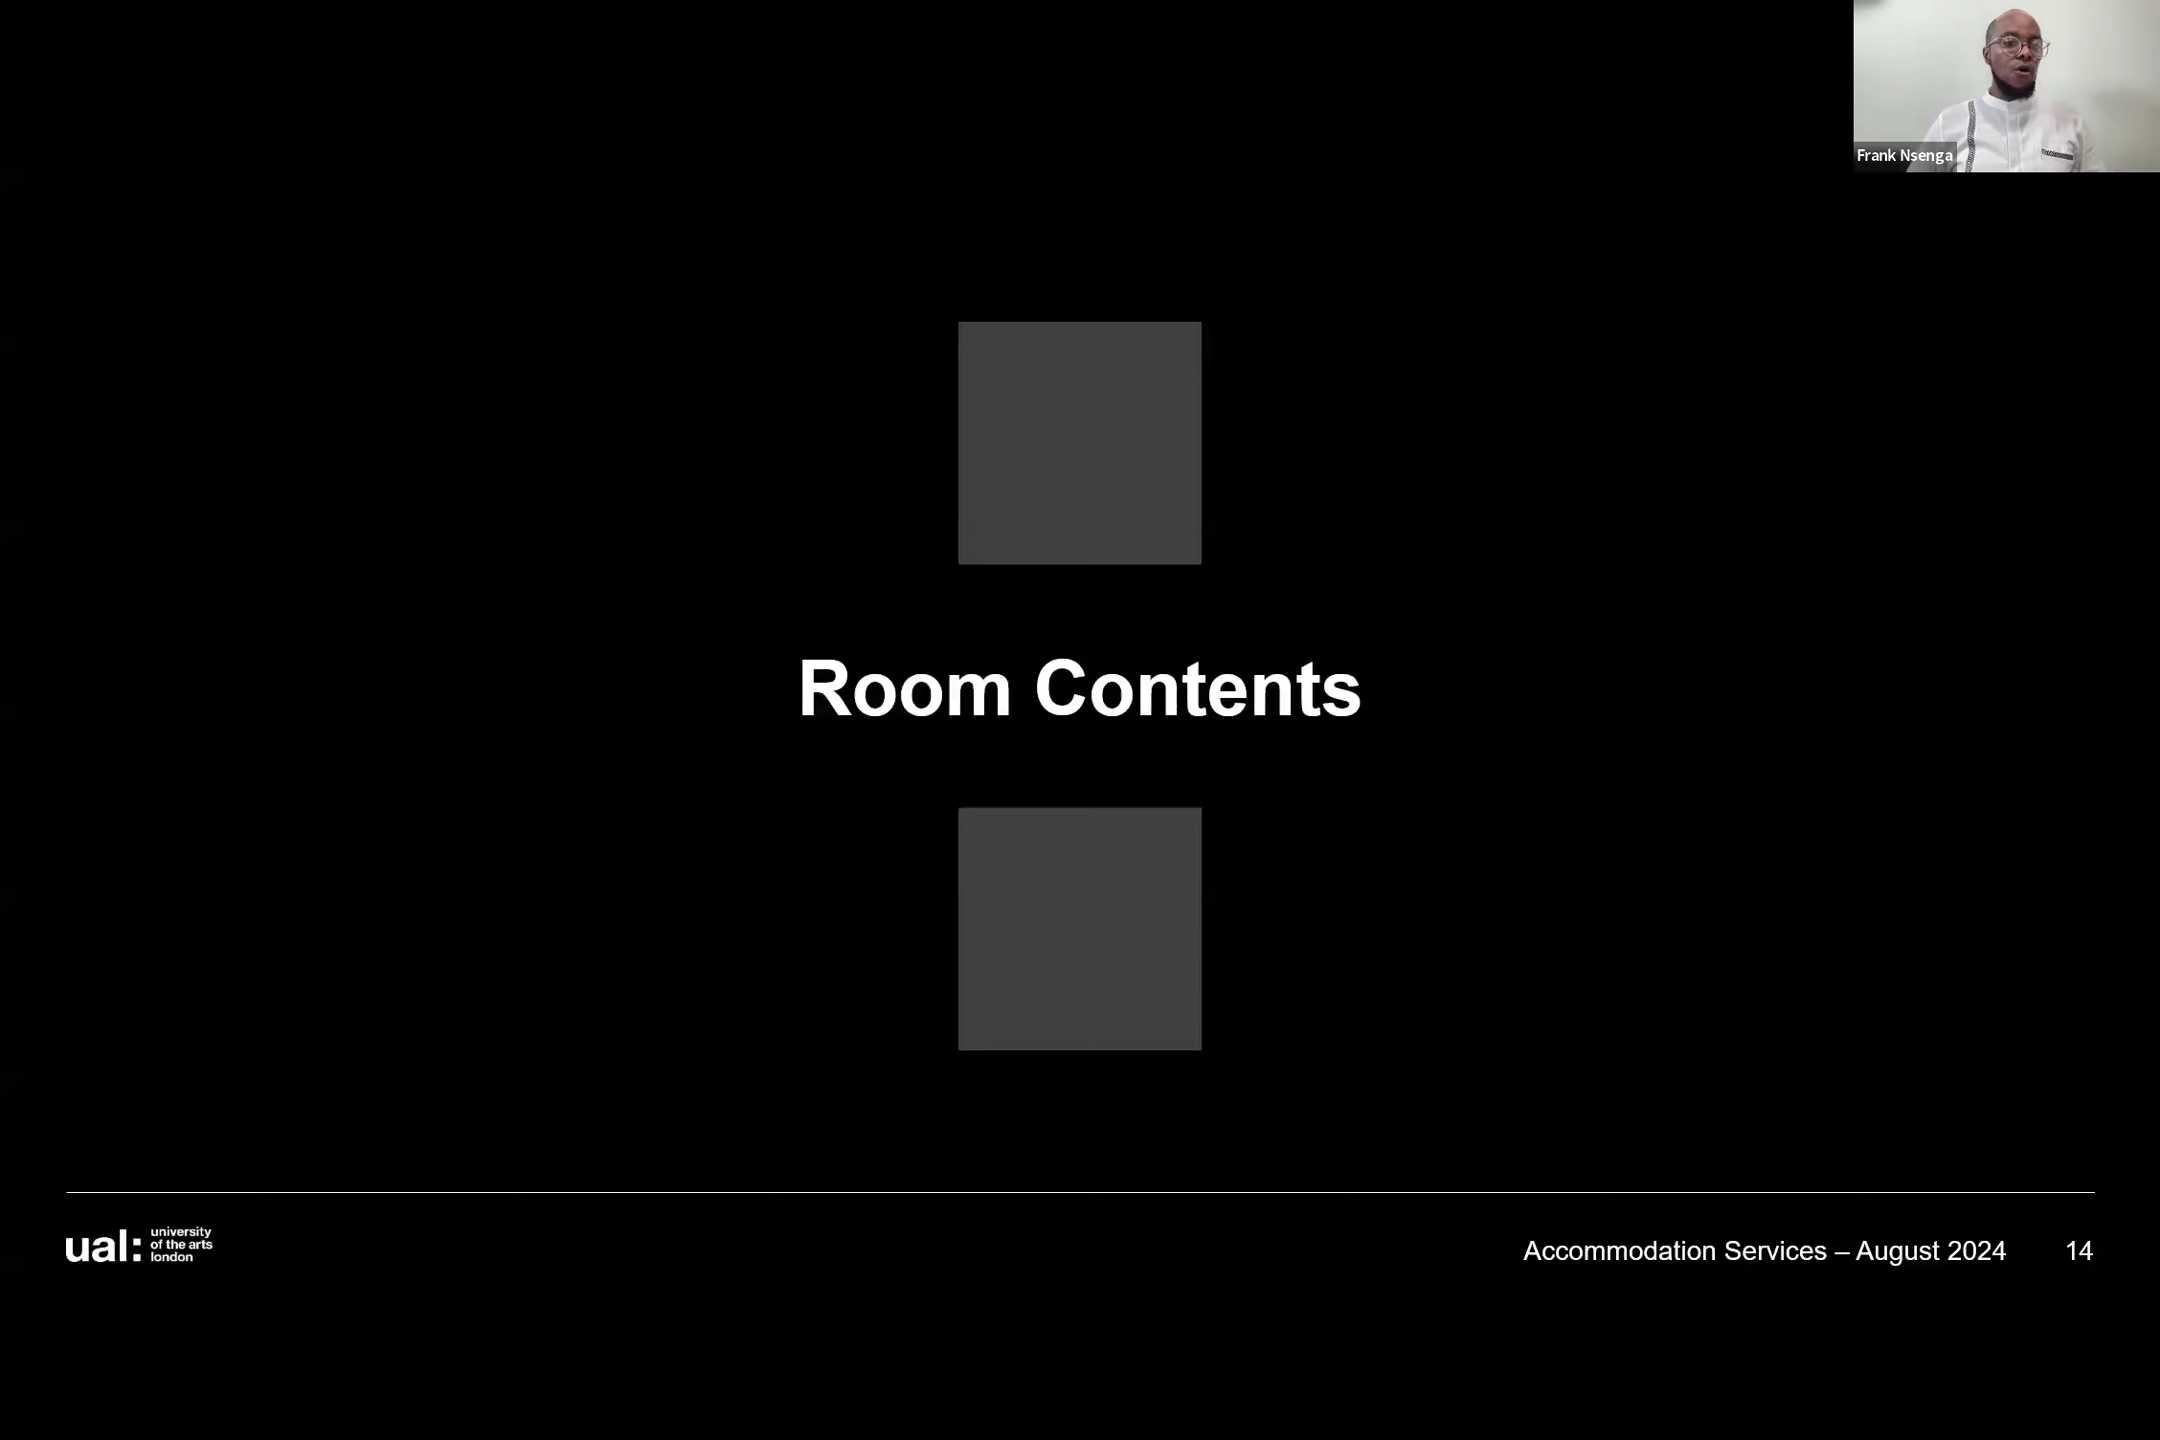 Frank Nsenga
Room Contents
ual: university
of the arts
london
Accommodation Services – August 2024 14